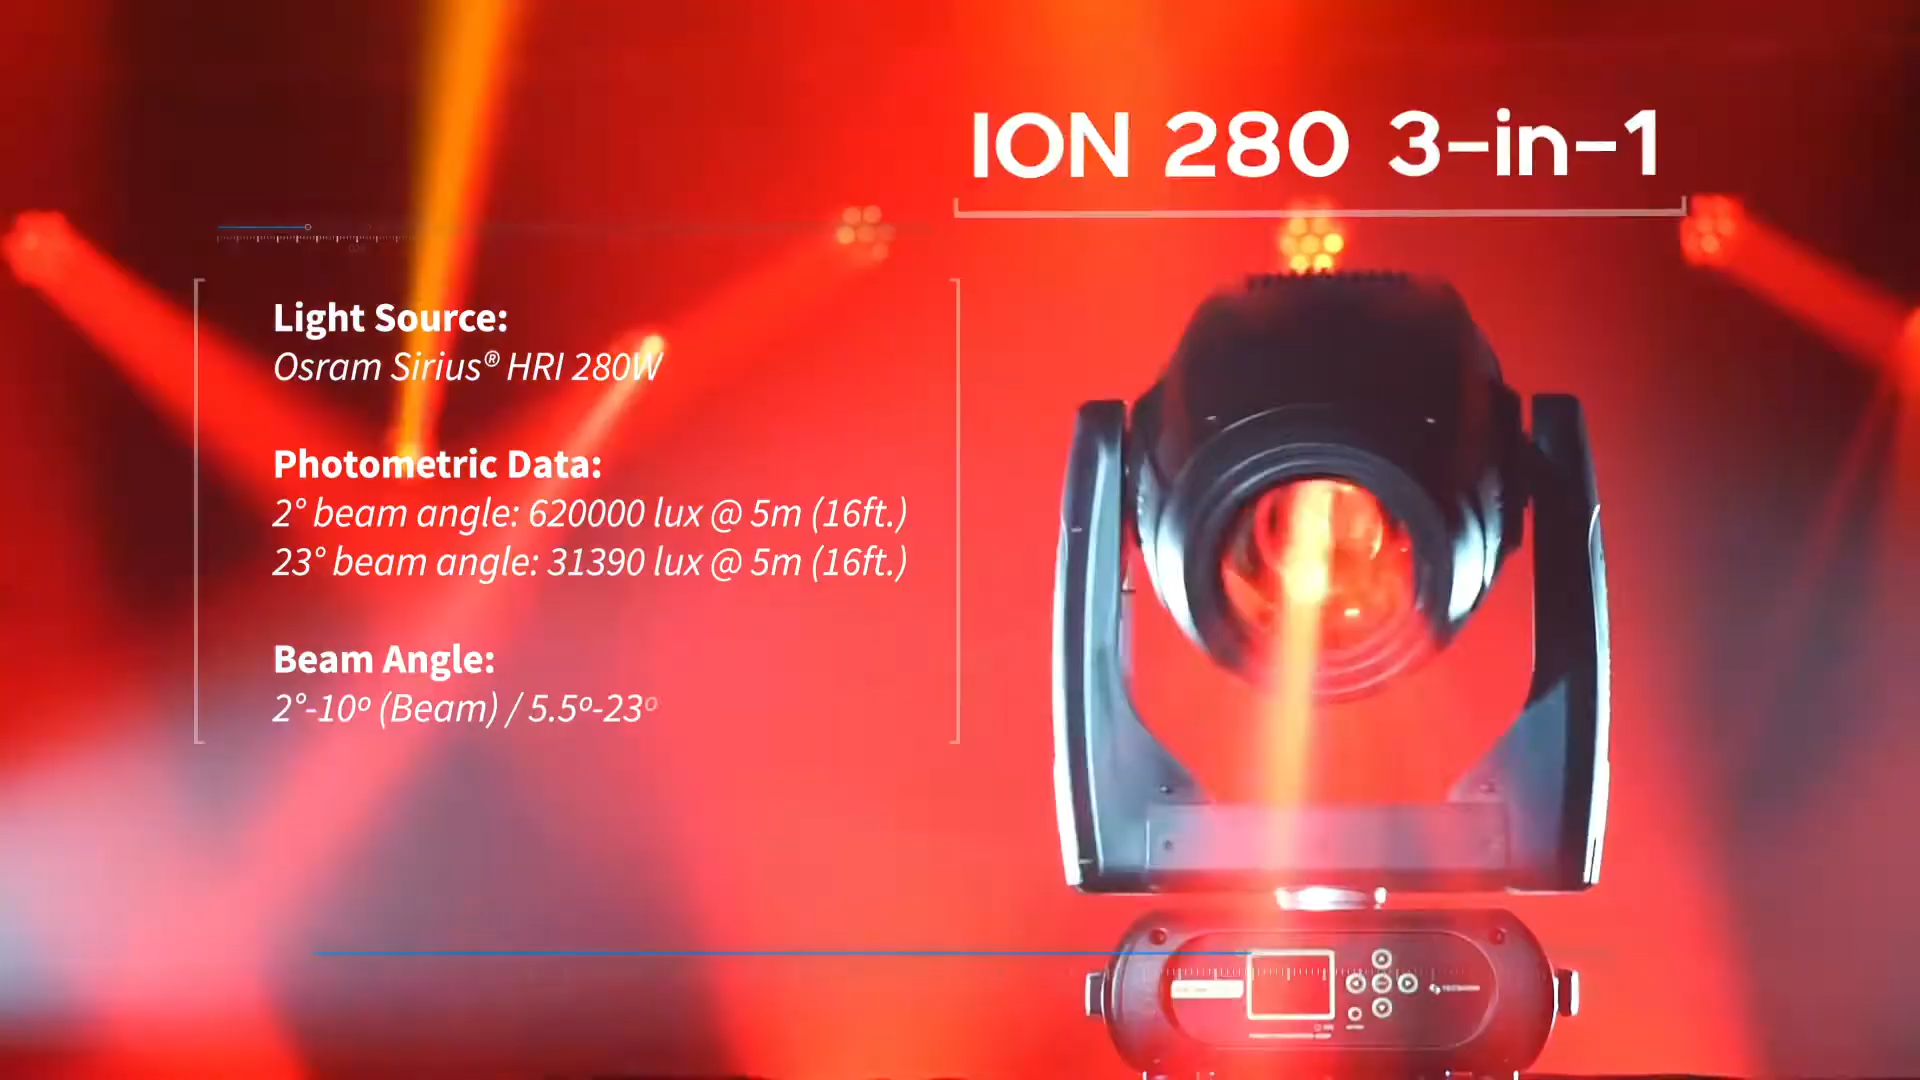 ION 280 3-in-1
Light Source:
Osram Sirius® HRI 280W
Photometric Data:
2° beam angle: 620000 lux @ 5m (16ft.)
23° beam angle: 31390 lux @ 5m (16ft.)
Beam Angle:
2°-10º (Beam) / 5.5º-23º